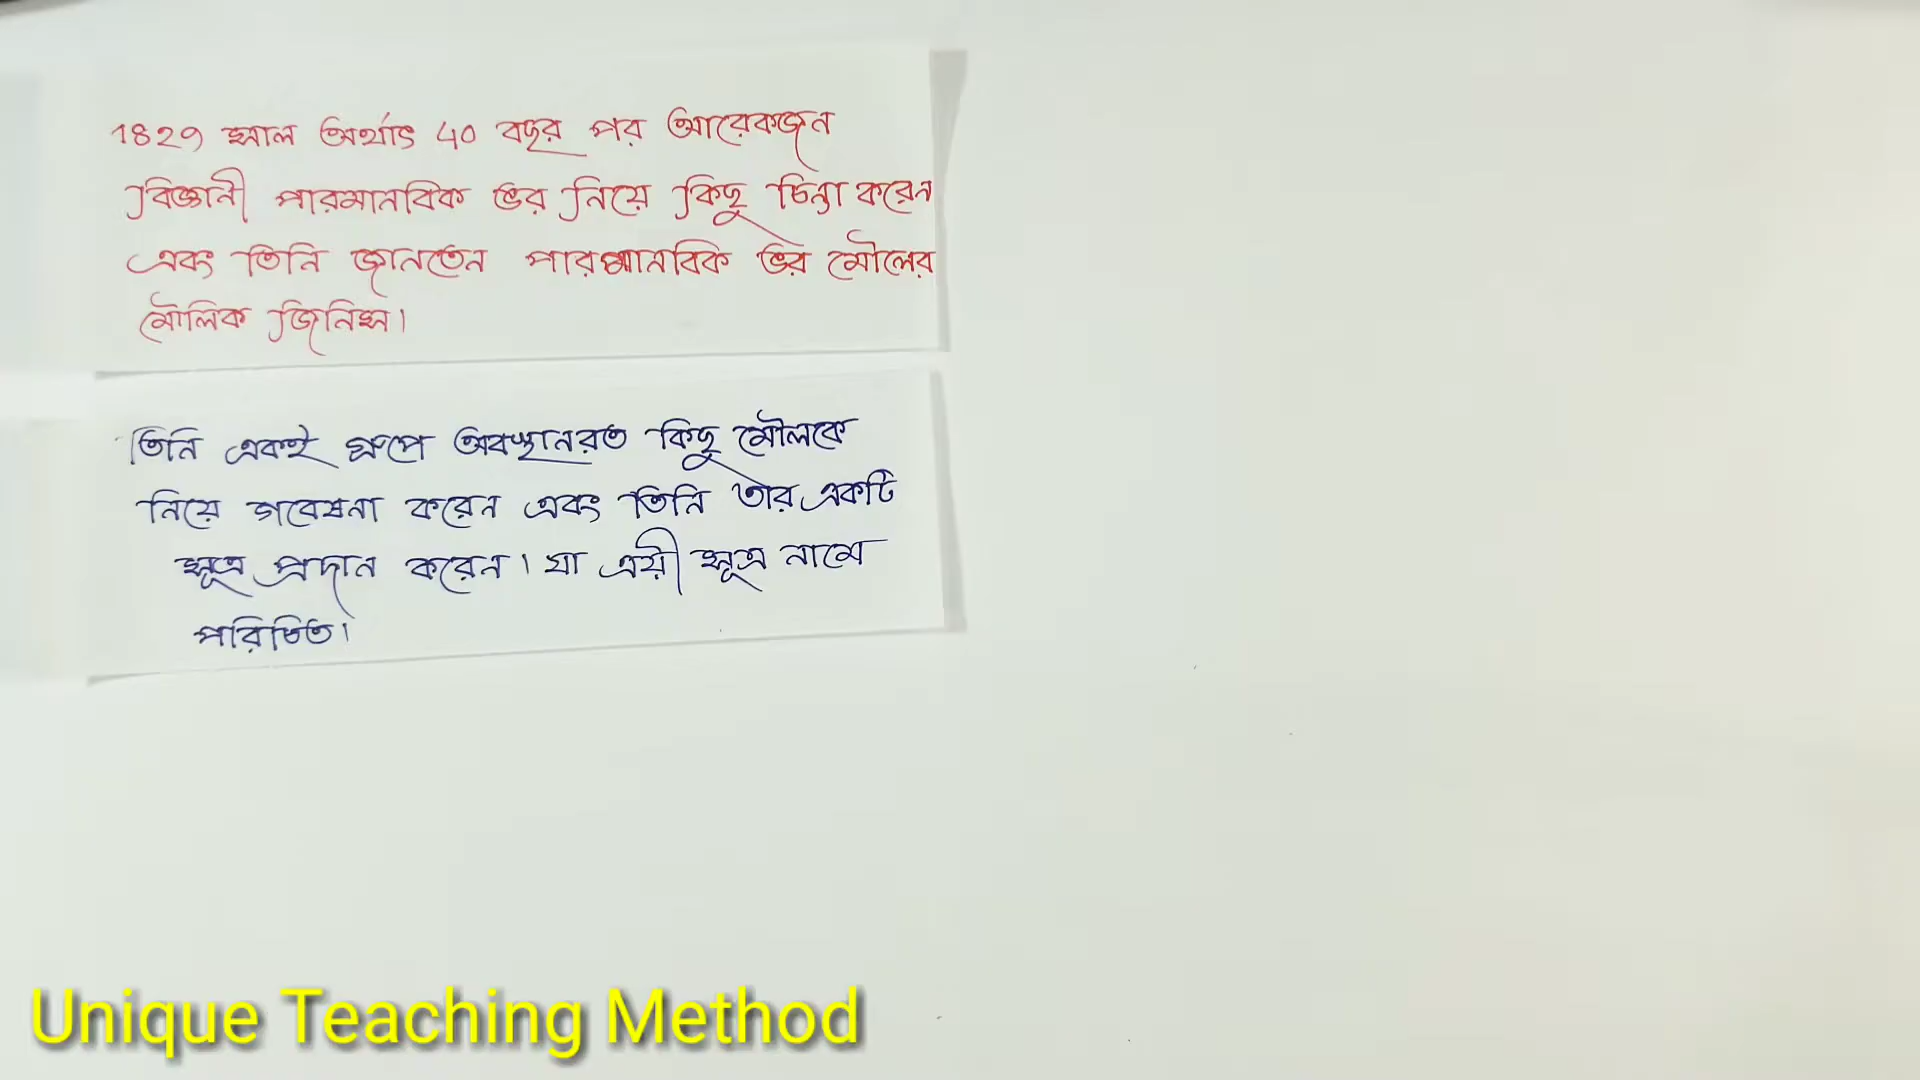 1829 সাল অর্থাৎ 40 বছর পর আরেকজন
বিজ্ঞানী পারমানবিক ভর নিয়ে কিছু চিন্তা করেন
এবং তিনি জানতেন পারমানবিক ভর মৌলের
মৌলিক জিনিস।
তিনি একই গ্রুপে অবস্থানরত কিছু মৌলকে
নিয়ে গবেষনা করেন এবং তিনি তার একটি
সূত্র প্রদান করেন। যা ত্রয়ী সূত্র নামে
পরিচিত।
Unique Teaching Method